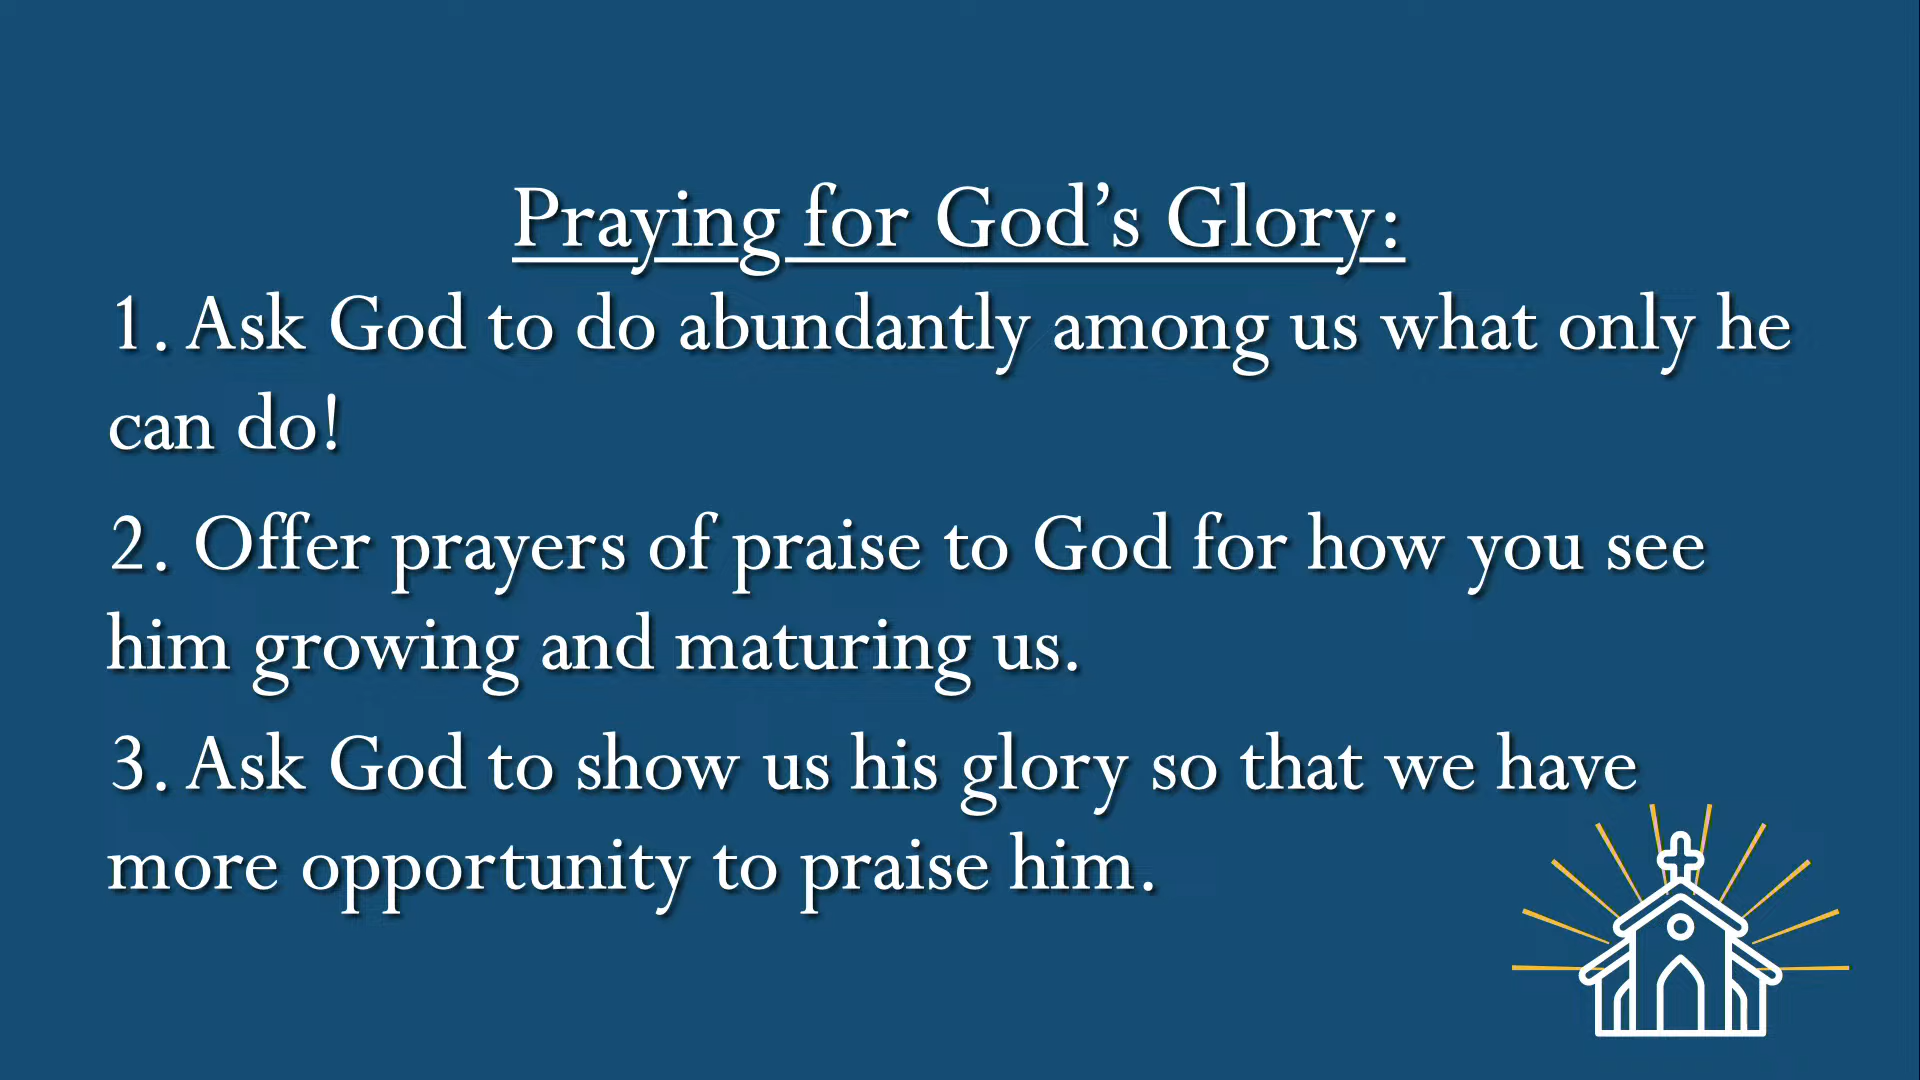 Praying for God’s Glory:
1. Ask God to do abundantly among us what only he
can do!
2. Offer prayers of praise to God for how you see
him growing and maturing us.
3. Ask God to show us his glory so that we have
more opportunity to praise him.